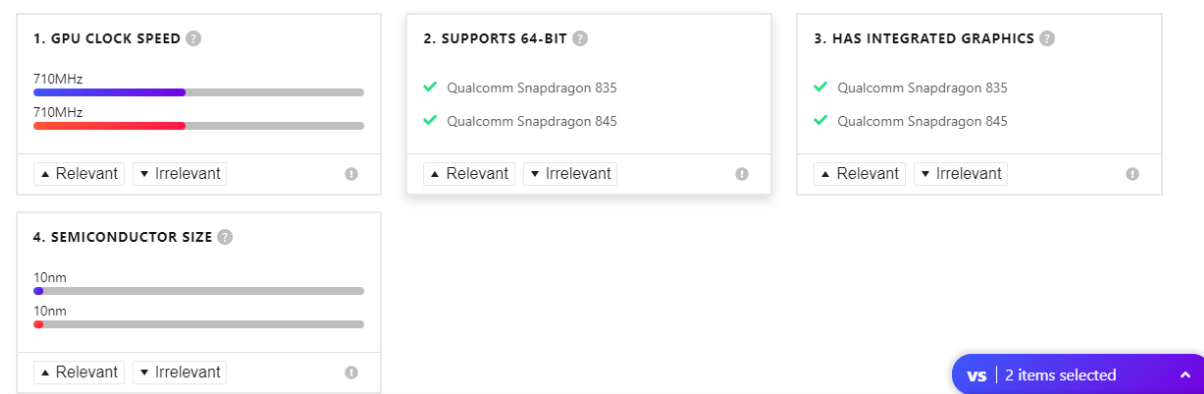 1. GPU CLOCK SPEED ?
710MHz
710MHz
▲ Relevant ▼ Irrelevant !
2. SUPPORTS 64-BIT ?
Qualcomm Snapdragon 835
Qualcomm Snapdragon 845
▲ Relevant ▼ Irrelevant !
3. HAS INTEGRATED GRAPHICS ?
Qualcomm Snapdragon 835
Qualcomm Snapdragon 845
▲ Relevant ▼ Irrelevant !
4. SEMICONDUCTOR SIZE ?
10nm
10nm
▲ Relevant ▼ Irrelevant !
vs | 2 items selected